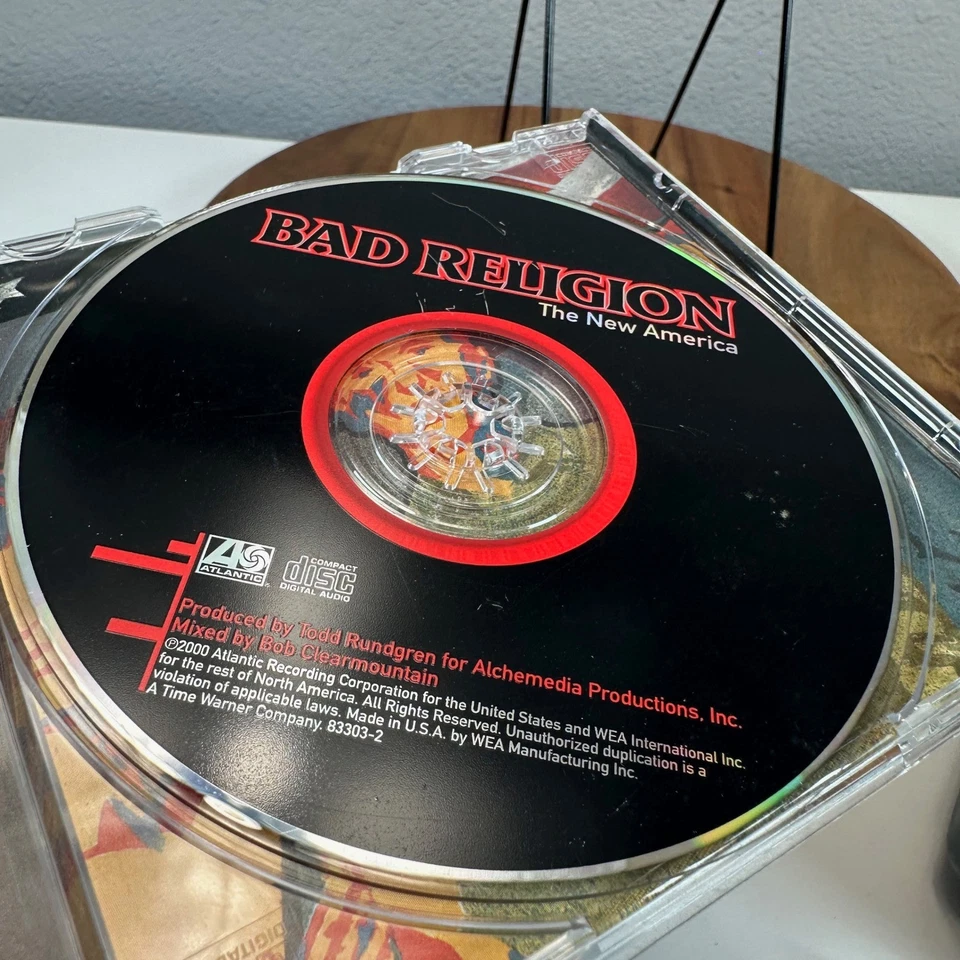 BAD RELIGION
The New America
ATLANTIC
COMPACT
disc
DIGITAL AUDIO
Produced by Todd Rundgren for Alchemedia Productions, Inc.
Mixed by Bob Clearmountain
℗2000 Atlantic Recording Corporation for the United States and WEA International Inc.
for the rest of North America. All Rights Reserved. Unauthorized duplication is a
violation of applicable laws. Made in U.S.A. by WEA Manufacturing Inc.
A Time Warner Company. 83303-2
DIGITAL